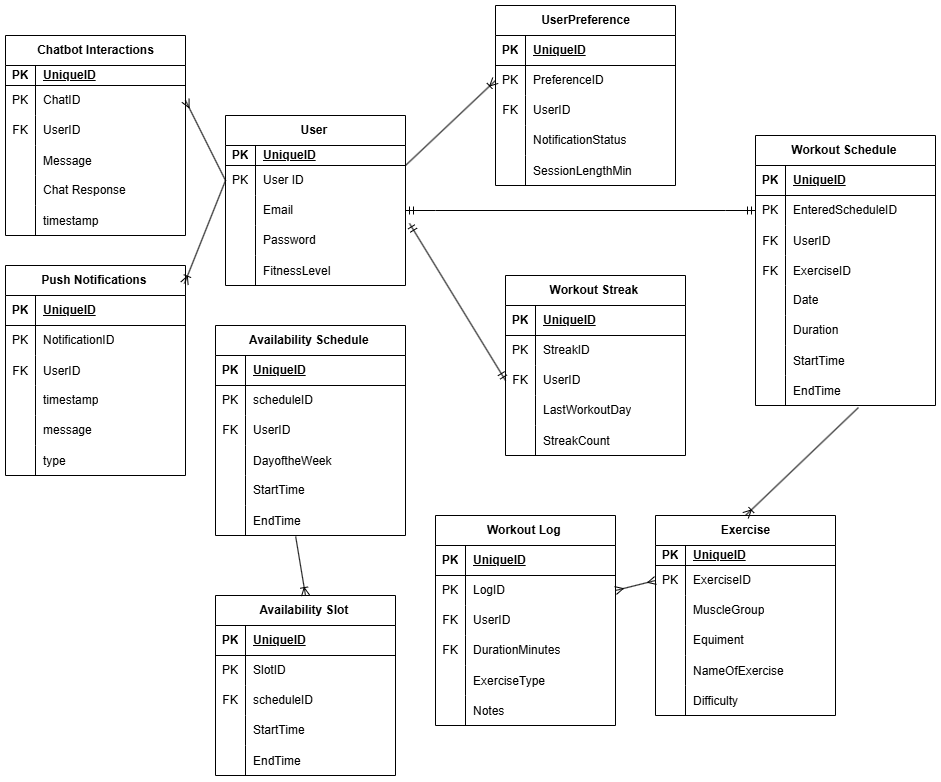 Chatbot Interactions
PK UniqueID
PK ChatID
FK UserID
Message
Chat Response
timestamp
Push Notifications
PK UniqueID
PK NotificationID
FK UserID
timestamp
message
type
User
PK UniqueID
PK User ID
Email
Password
FitnessLevel
Availability Schedule
PK UniqueID
PK scheduleID
FK UserID
DayoftheWeek
StartTime
EndTime
Availability Slot
PK UniqueID
PK SlotID
FK scheduleID
StartTime
EndTime
UserPreference
PK UniqueID
PK PreferenceID
FK UserID
NotificationStatus
SessionLengthMin
Workout Streak
PK UniqueID
PK StreakID
FK UserID
LastWorkoutDay
StreakCount
Workout Log
PK UniqueID
PK LogID
FK UserID
FK DurationMinutes
ExerciseType
Notes
Workout Schedule
PK UniqueID
PK EnteredScheduleID
FK UserID
FK ExerciseID
Date
Duration
StartTime
EndTime
Exercise
PK UniqueID
PK ExerciseID
MuscleGroup
Equiment
NameOfExercise
Difficulty